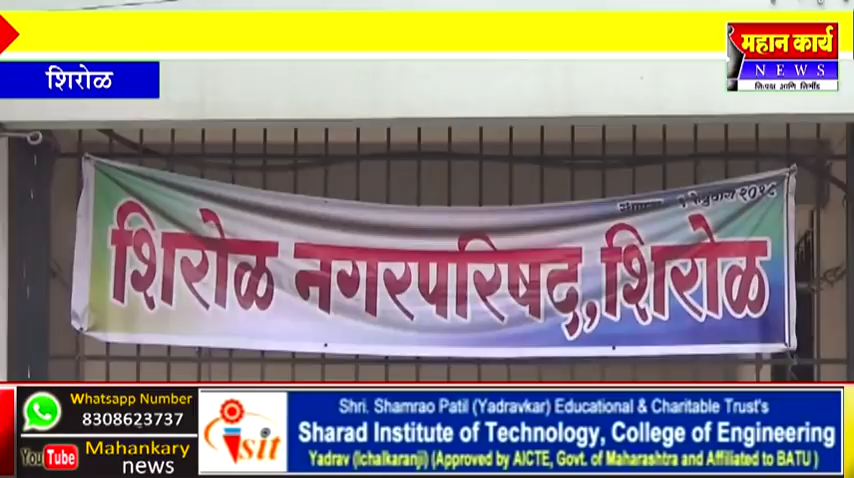 महान कार्य
NEWS
शिरोळ
शिरोळ नगरपरिषद, शिरोळ
Whatsapp Number
8308623737
YouTube
Mahankary
news
isit
Shri. Shamrao Patil (Yadravkar) Educational & Charitable Trust's
Sharad Institute of Technology, College of Engineering
Yadrav (Ichalkaranji) (Approved by AICTE, Govt. of Maharashtra and Affiliated to BATU)